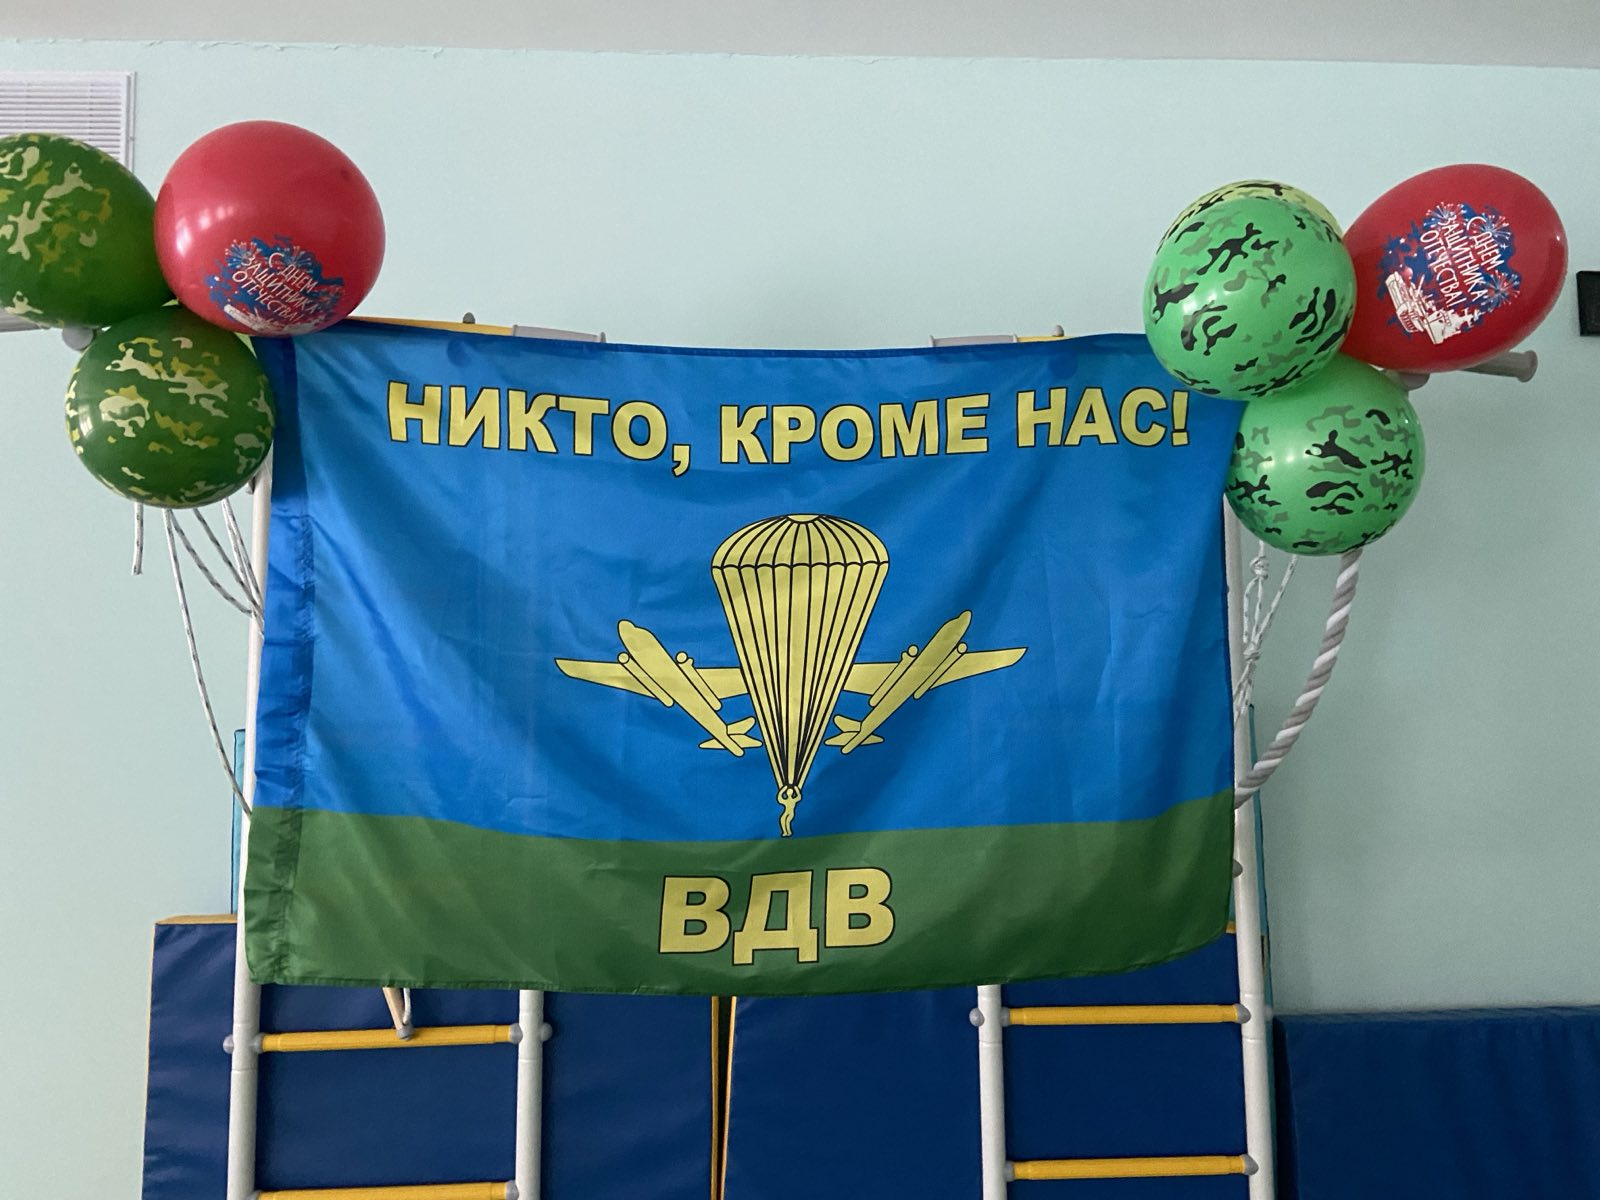 С ДНЕМ
ЗАЩИТНИКА
ОТЕЧЕСТВА!
С ДНЕМ
ЗАЩИТНИКА
ОТЕЧЕСТВА!
НИКТО, КРОМЕ НАС!
ВДВ